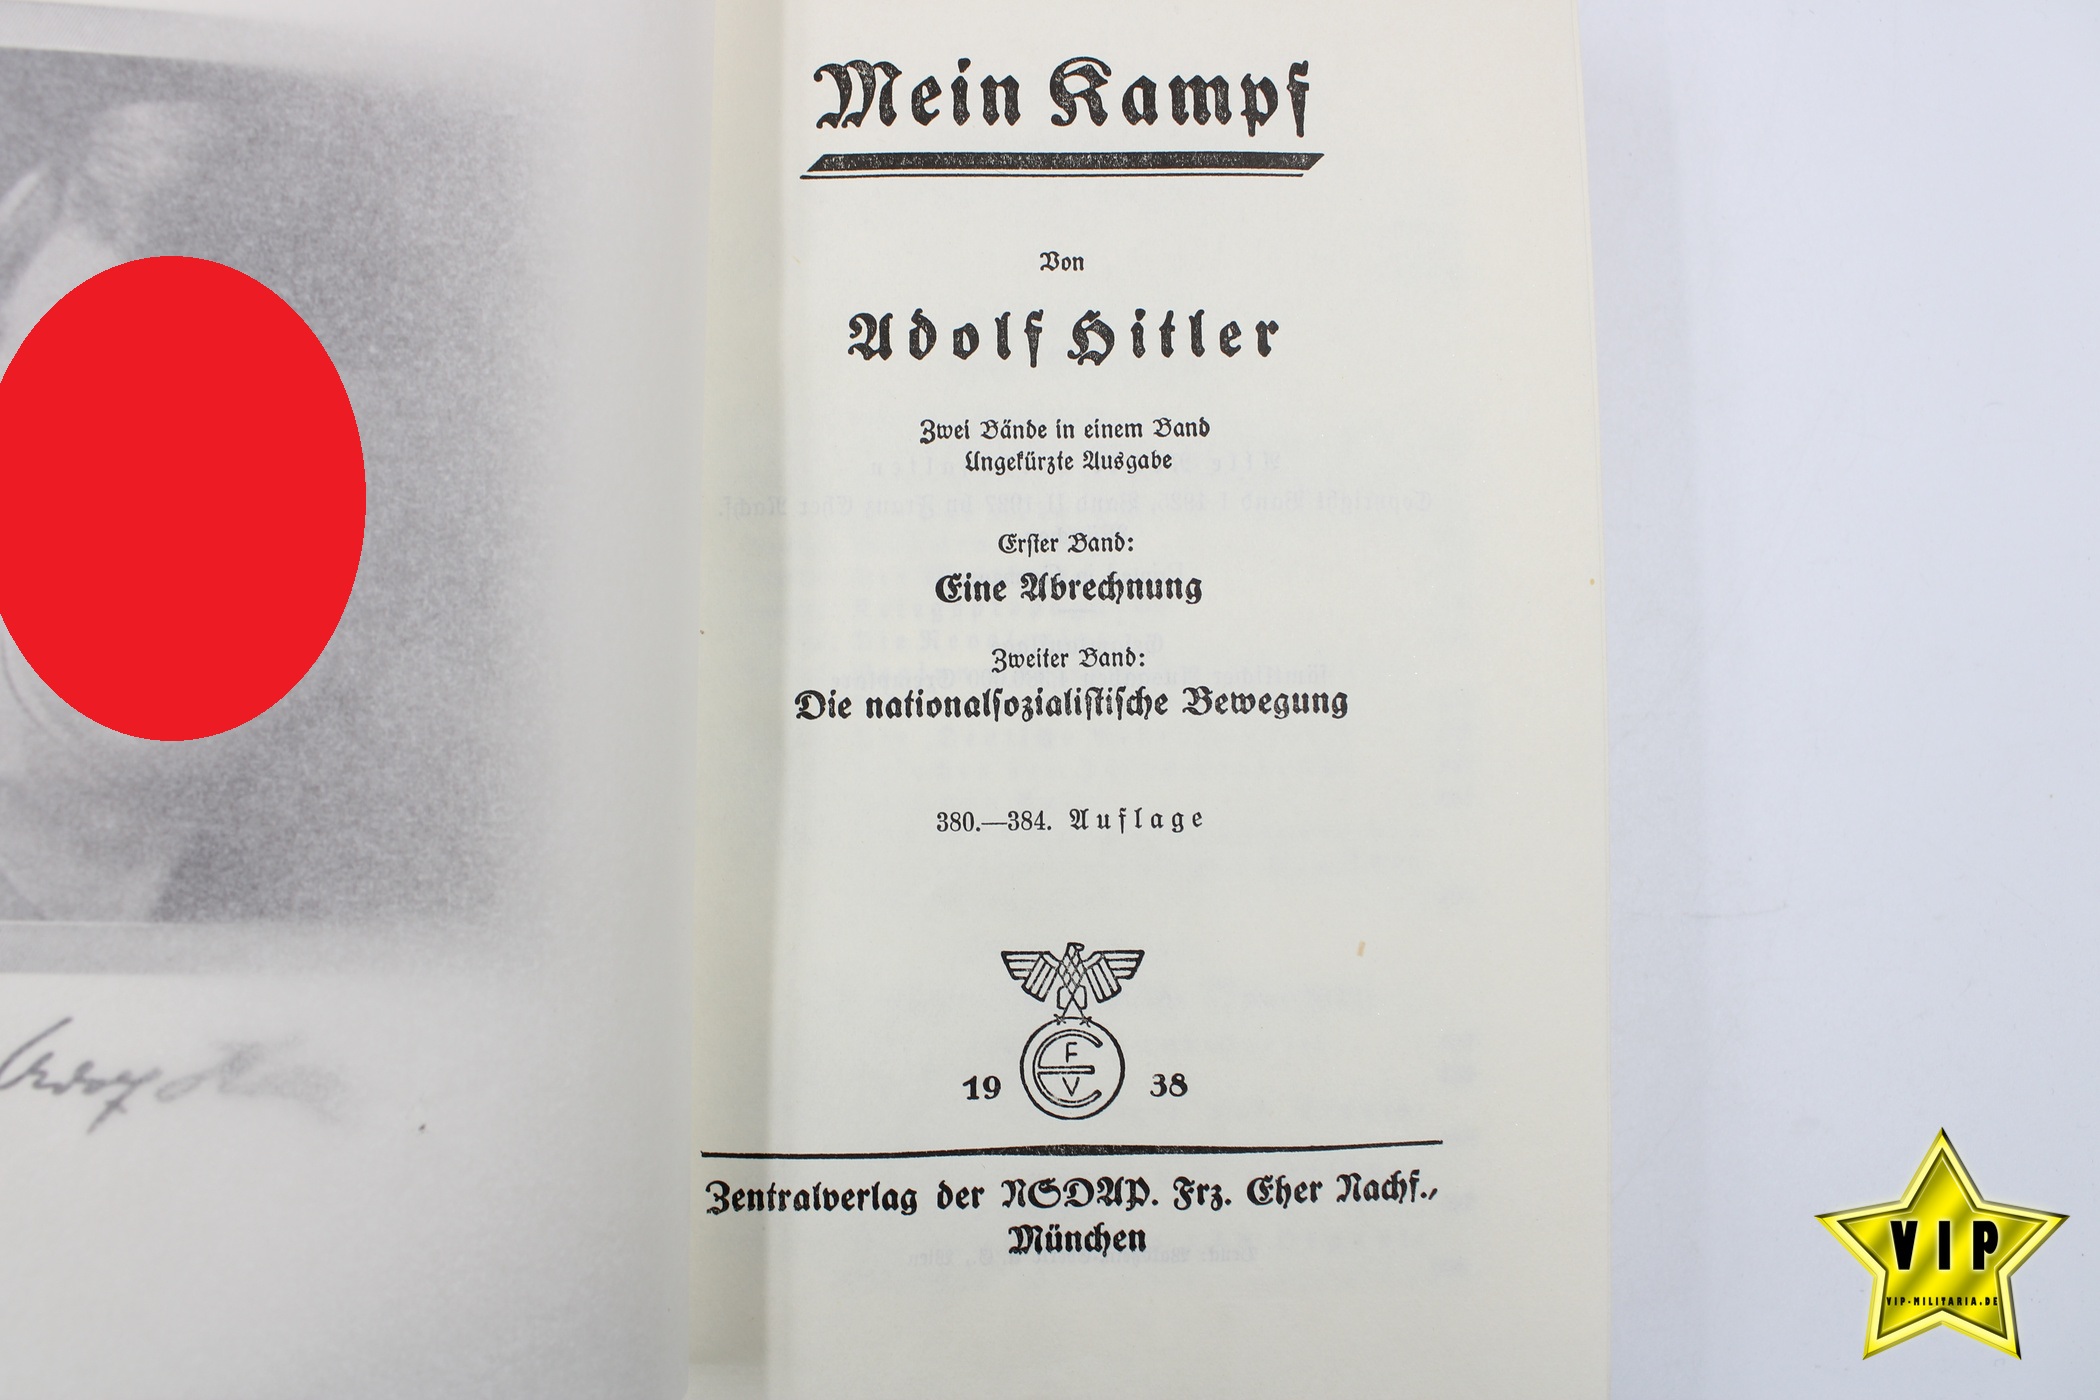 Mein Kampf
Von
Adolf Hitler
Zwei Bände in einem Band
Ungekürzte Ausgabe
Erster Band:
Eine Abrechnung
Zweiter Band:
Die nationalsozialistische Bewegung
380.—384. Auflage
F
E
V
19 38
Zentralverlag der NSDAP. Frz. Eher Nachf.,
München
Adolf
VIP
VIP-MILITARIA.DE